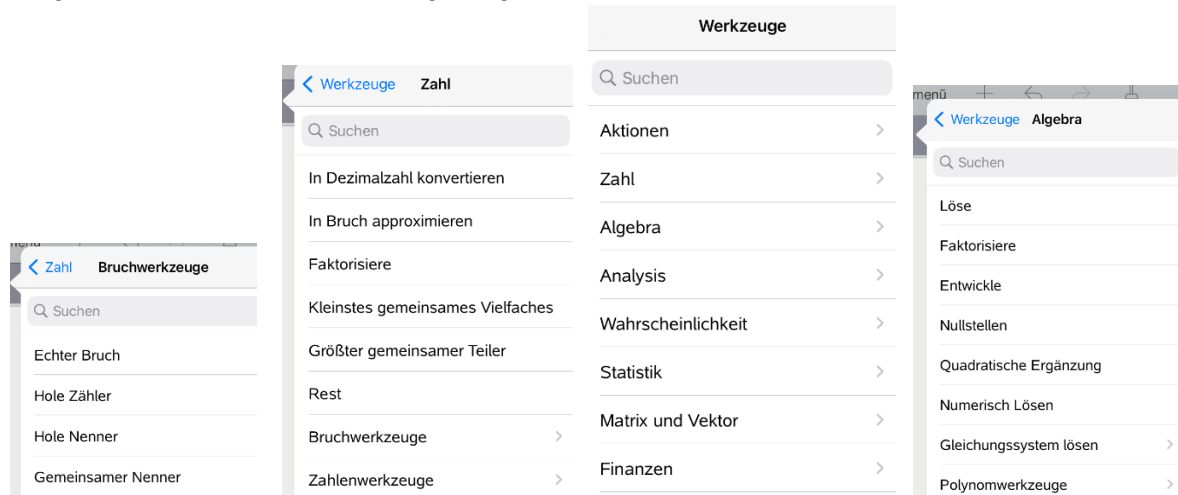 Zahl Bruchwerkzeuge
Suchen
Echter Bruch
Hole Zähler
Hole Nenner
Gemeinsamer Nenner
Werkzeuge Zahl
Suchen
In Dezimalzahl konvertieren
In Bruch approximieren
Faktorisiere
Kleinstes gemeinsames Vielfaches
Größter gemeinsamer Teiler
Rest
Bruchwerkzeuge
Zahlenwerkzeuge
Werkzeuge
Suchen
Aktionen
Zahl
Algebra
Analysis
Wahrscheinlichkeit
Statistik
Matrix und Vektor
Finanzen
menü
Werkzeuge Algebra
Suchen
Löse
Faktorisiere
Entwickle
Nullstellen
Quadratische Ergänzung
Numerisch Lösen
Gleichungssystem lösen
Polynomwerkzeuge